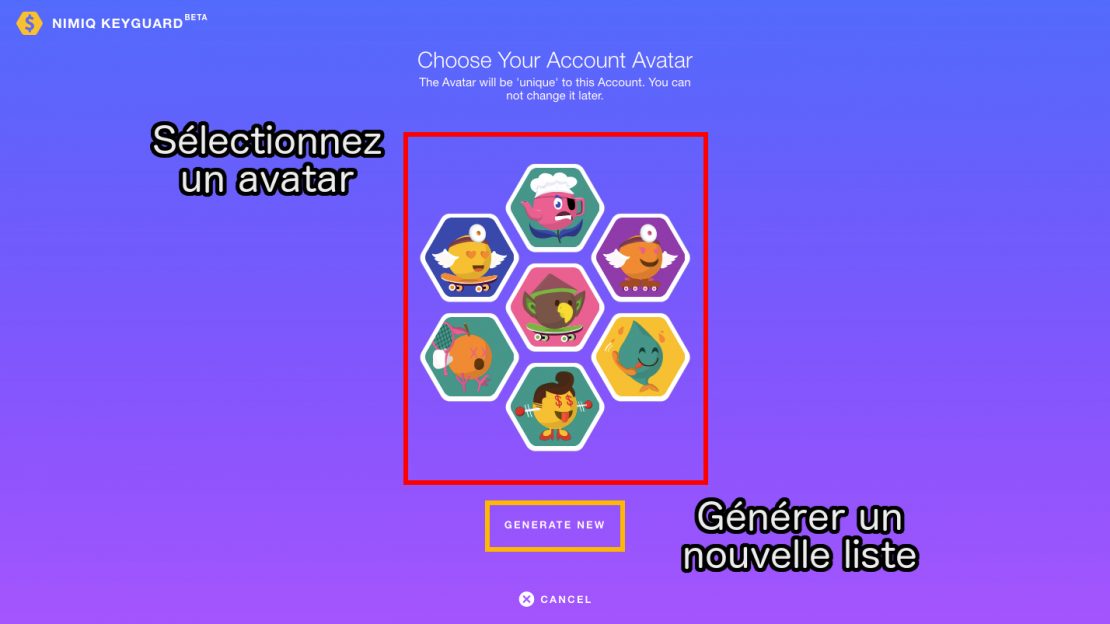 NIMIQ KEYGUARD BETA
Choose Your Account Avatar
The Avatar will be 'unique' to this Account. You can
not change it later.
Sélectionnez
un avatar
GENERATE NEW
Générer un
nouvelle liste
CANCEL